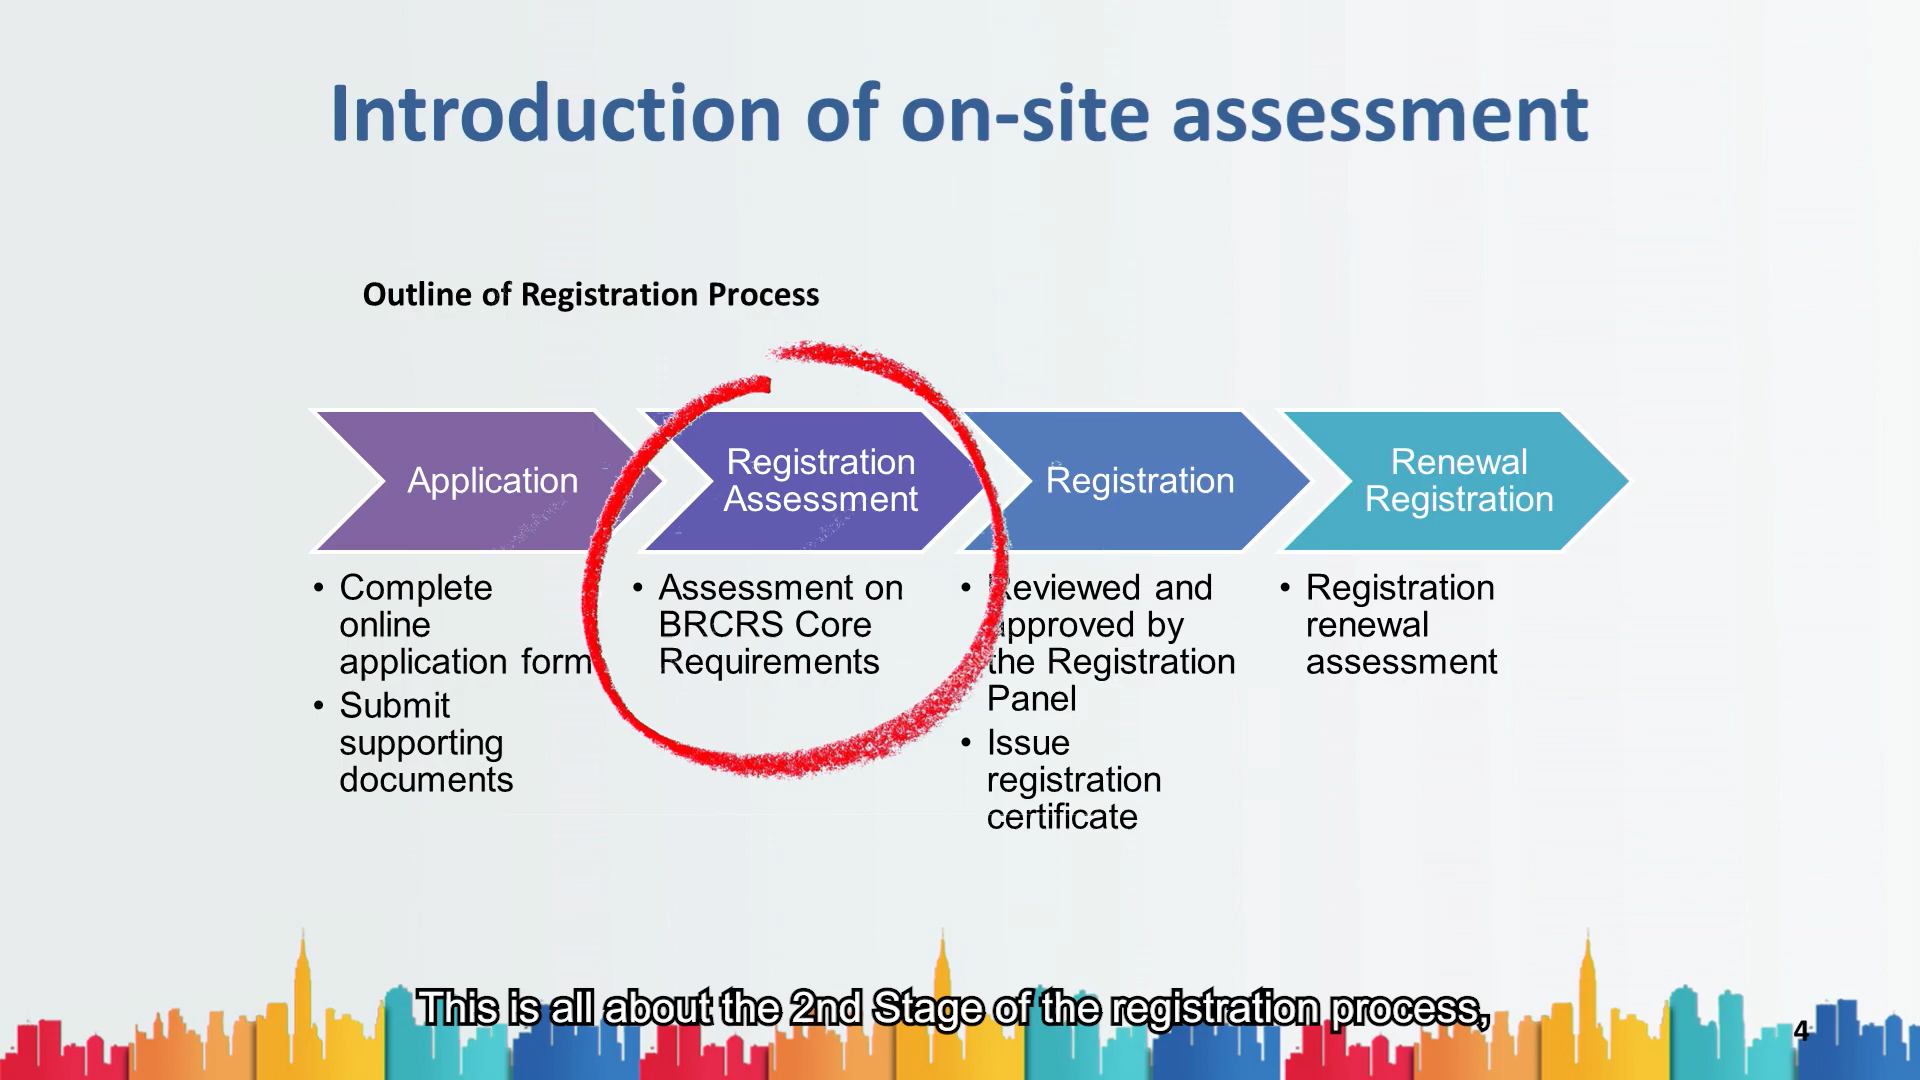 Introduction of on-site assessment
Outline of Registration Process
Application
• Complete
online
application form
• Submit
supporting
documents
Registration
Assessment
• Assessment on
BRCRS Core
Requirements
Registration
• Reviewed and
approved by
the Registration
Panel
• Issue
registration
certificate
Renewal
Registration
• Registration
renewal
assessment
This is all about the 2nd Stage of the registration process,
4